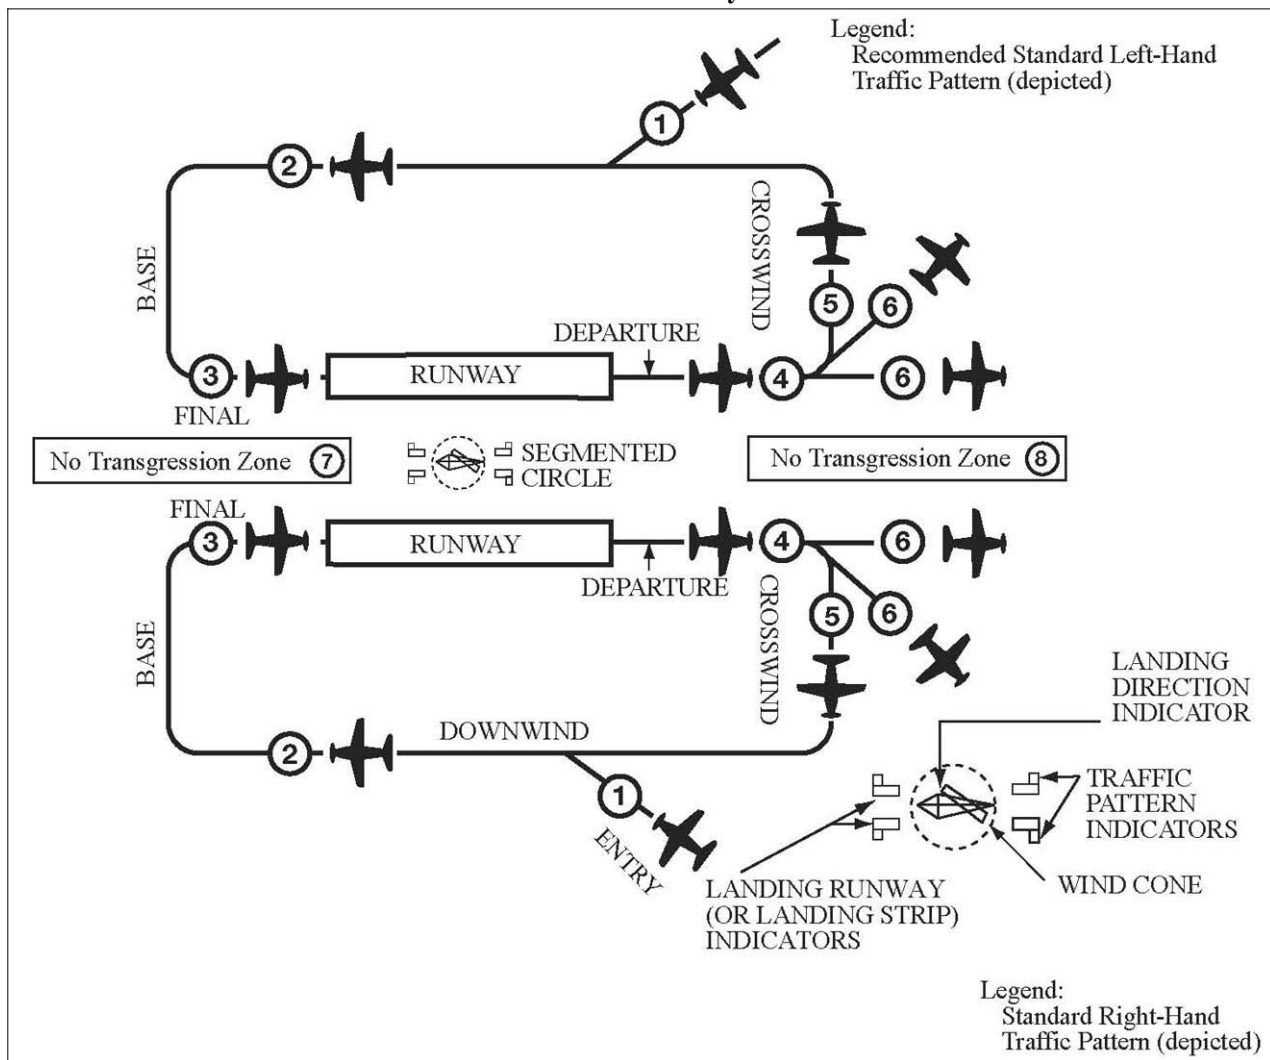 Legend:
Recommended Standard Left-Hand
Traffic Pattern (depicted)
1
2
CROSSWIND
BASE
5
6
DEPARTURE
3
RUNWAY
4
6
FINAL
No Transgression Zone 7
SEGMENTED
CIRCLE
No Transgression Zone 8
FINAL
3
RUNWAY
4
6
DEPARTURE
CROSSWIND
BASE
5
6
2
DOWNWIND
1
ENTRY
LANDING
DIRECTION
INDICATOR
TRAFFIC
PATTERN
INDICATORS
WIND CONE
LANDING RUNWAY
(OR LANDING STRIP)
INDICATORS
Legend:
Standard Right-Hand
Traffic Pattern (depicted)